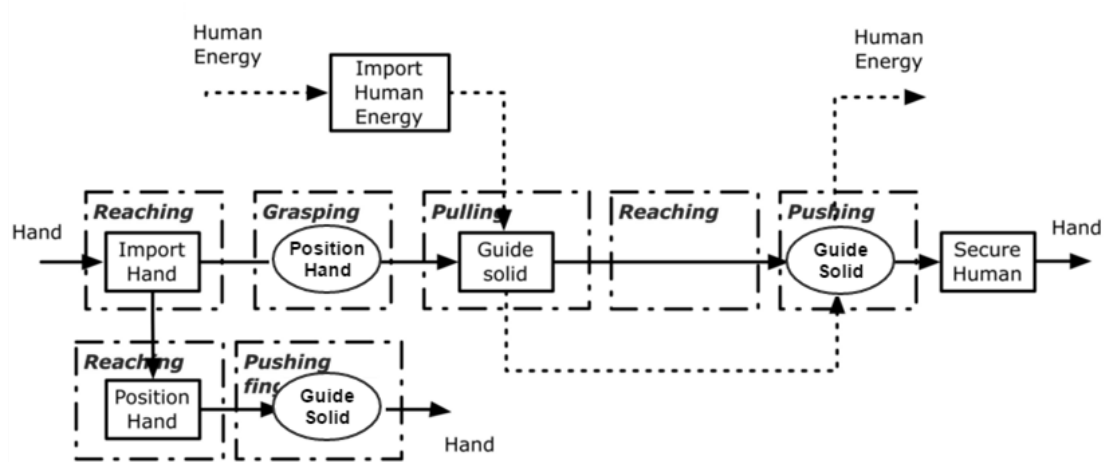 Human
Energy
Import
Human
Energy
Human
Energy
Hand
Reaching
Import
Hand
Grasping
Position
Hand
Pulling
Guide
solid
Reaching
Pushing
Guide
Solid
Secure
Human
Hand
Reaching
Position
Hand
Pushing
Guide
Solid
Hand